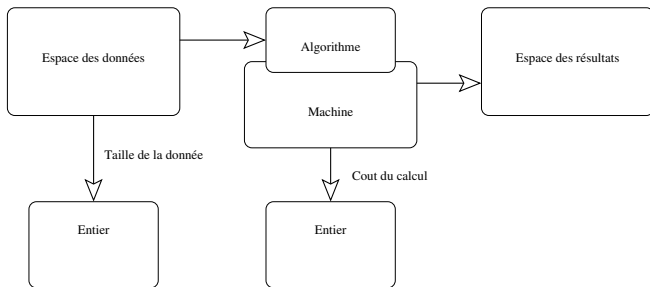 Espace des données
Algorithme
Espace des résultats
Machine
Taille de la donnée
Cout du calcul
Entier
Entier